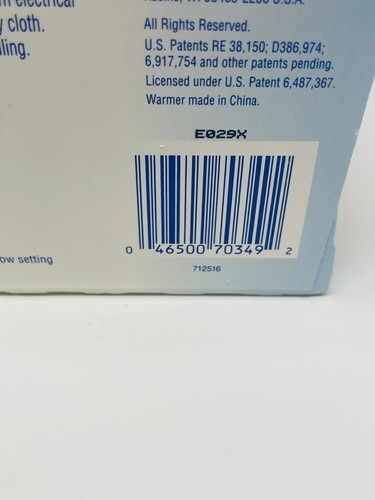 electrical
cloth.
All Rights Reserved.
U.S. Patents RE 38,150; D386,974;
6,917,754 and other patents pending.
Licensed under U.S. Patent 6,487,367.
Warmer made in China.
E029X
0 46500 70349 2
712516
ow setting